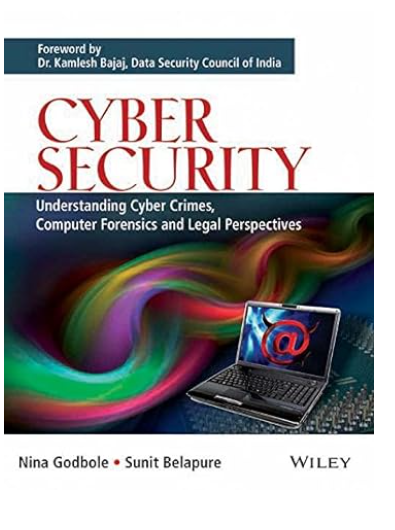 Foreword by
Dr. Kamlesh Bajaj, Data Security Council of India
CYBER
SECURITY
Understanding Cyber Crimes,
Computer Forensics and Legal Perspectives
@
Nina Godbole • Sunit Belapure
WILEY